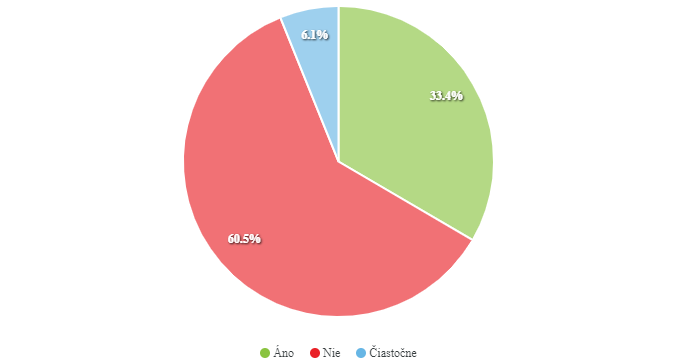 6.1%
33.4%
60.5%
Áno Nie Čiastočne